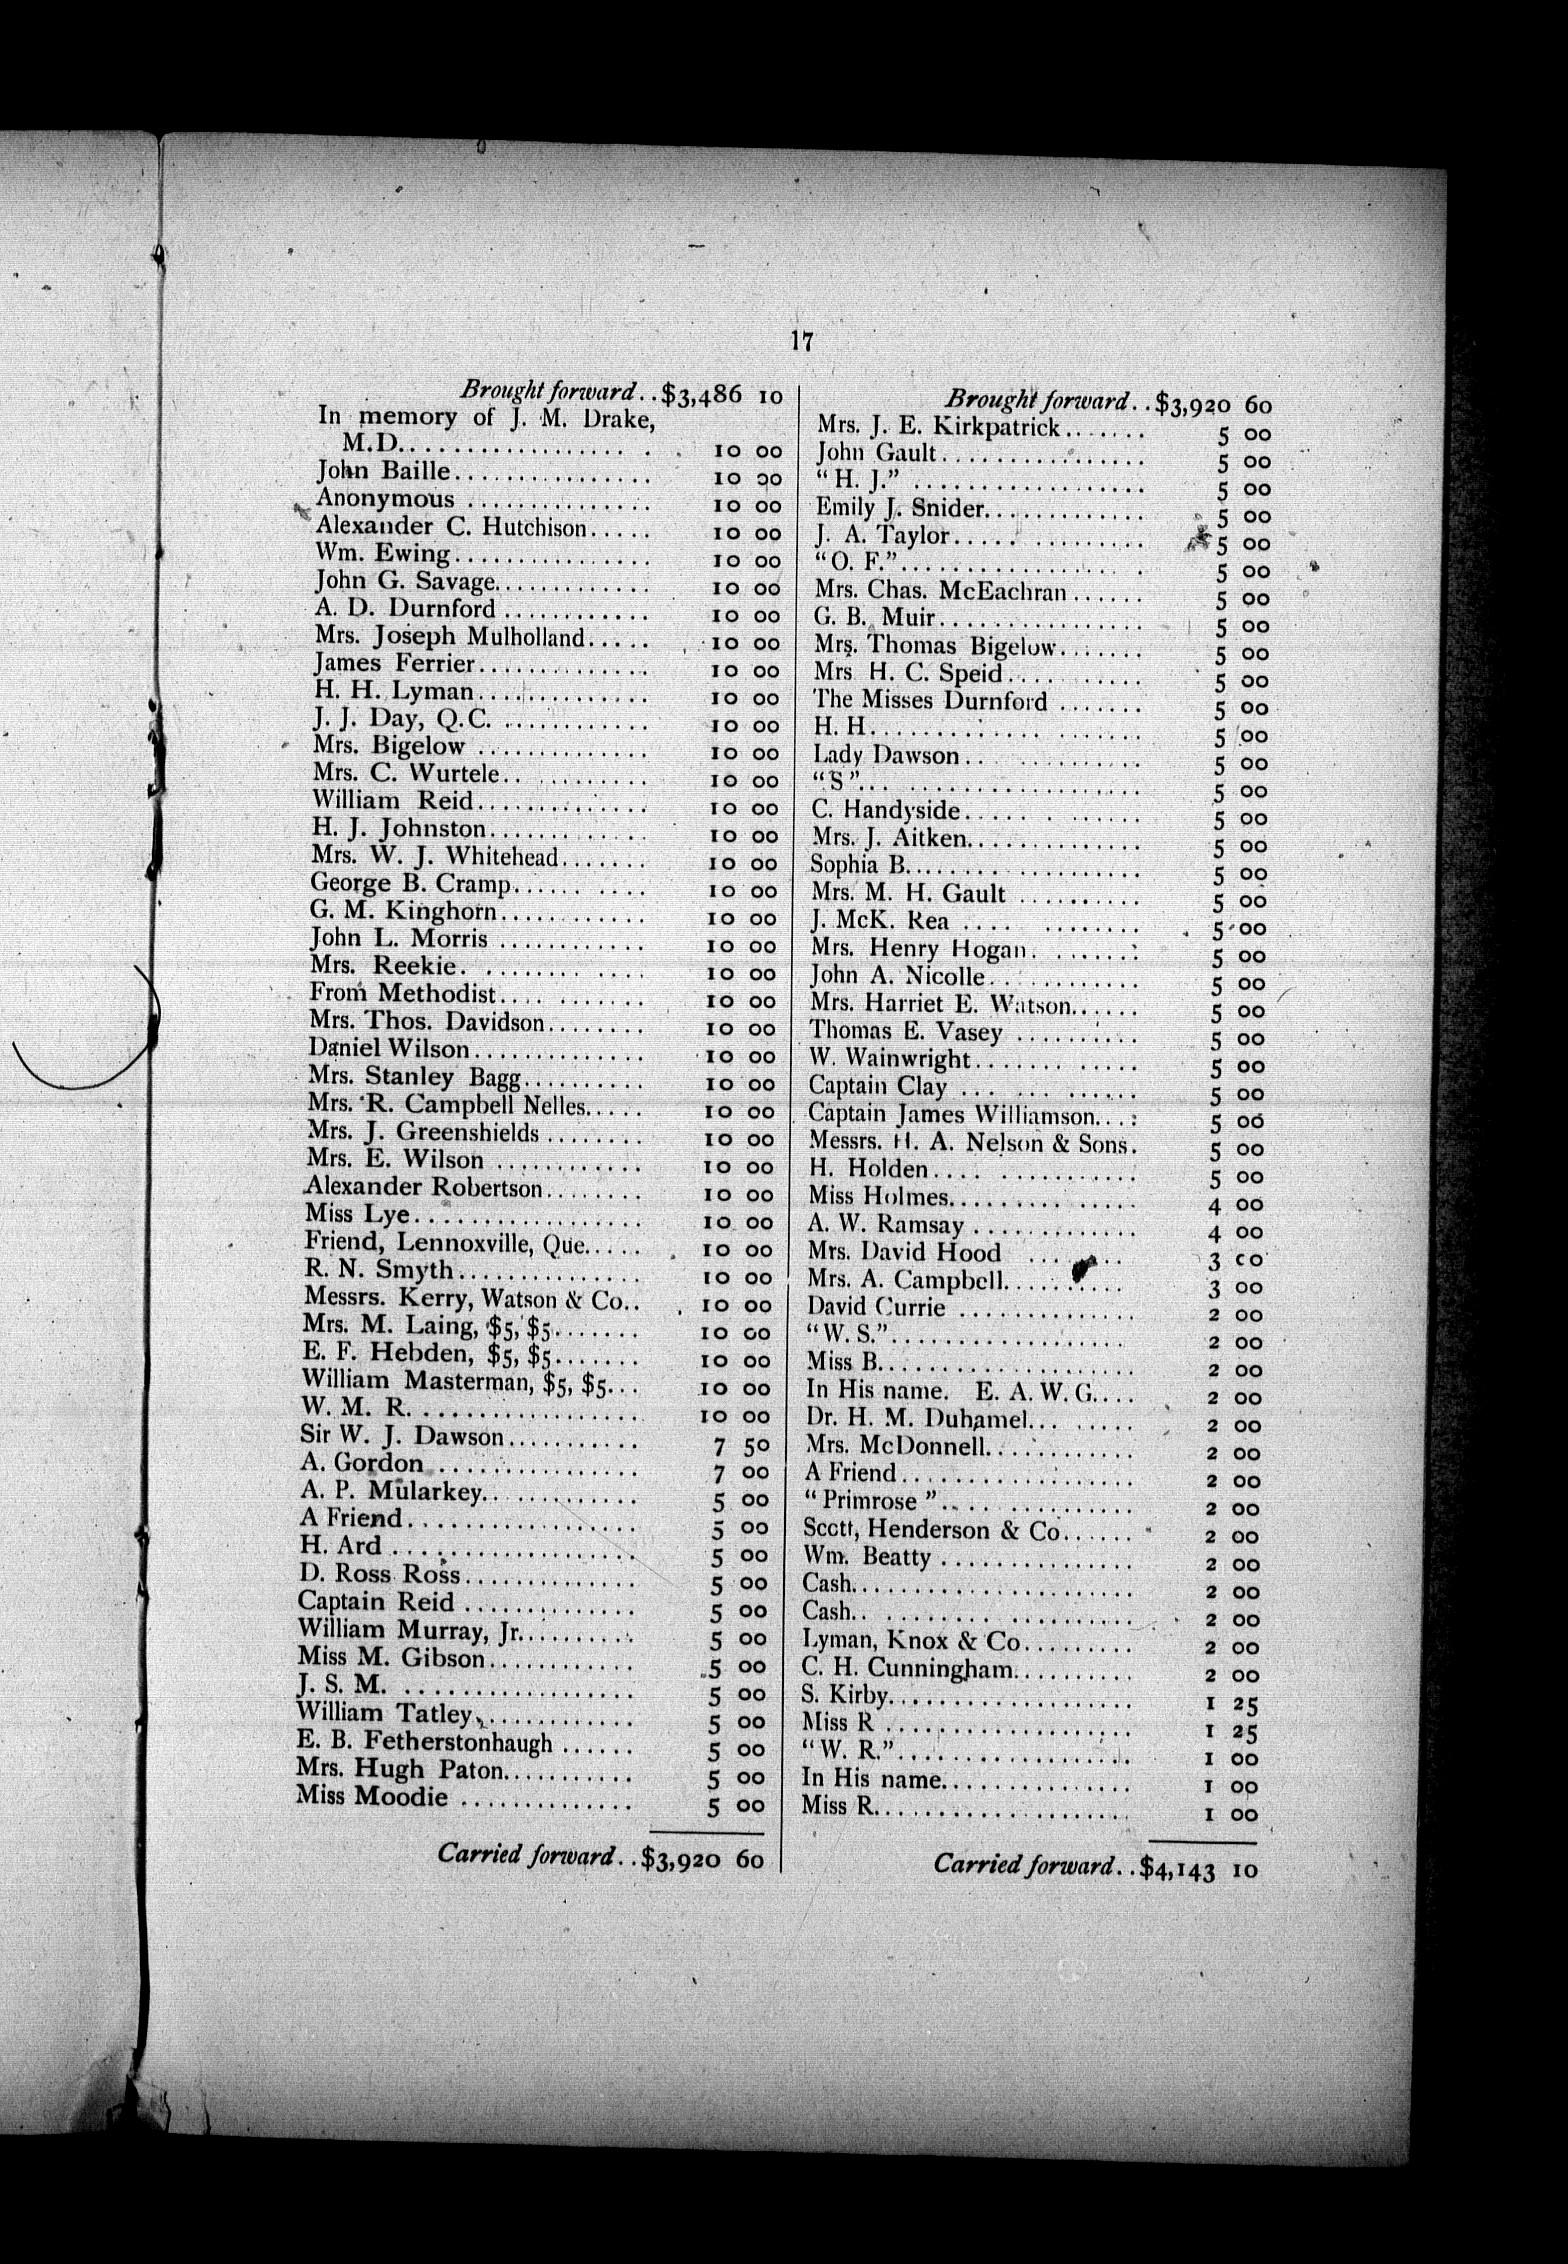 17
Brought forward..$3,486 10
In memory of J. M. Drake,
M.D.................. . . 10 00
John Baille............... 10 00
Anonymous .............. 10 00
Alexander C. Hutchison..... 10 00
Wm. Ewing................ 10 00
John G. Savage............. 10 00
A. D. Durnford ............ 10 00
Mrs. Joseph Mulholland..... 10 00
James Ferrier.............. 10 00
H. H. Lyman............... 10 00
J. J. Day, Q.C. ............ 10 00
Mrs. Bigelow .............. 10 00
Mrs. C. Wurtele.. ......... 10 00
William Reid.............. 10 00
H. J. Johnston............. 10 00
Mrs. W. J. Whitehead....... 10 00
George B. Cramp...... .... 10 00
G. M. Kinghorn............ 10 00
John L. Morris ............ 10 00
Mrs. Reekie. ........ .... 10 00
From Methodist.... ....... 10 00
Mrs. Thos. Davidson........ 10 00
Daniel Wilson.............. 10 00
Mrs. Stanley Bagg.......... 10 00
Mrs. R. Campbell Nelles..... 10 00
Mrs. J. Greenshields ........ 10 00
Mrs. E. Wilson ............ 10 00
Alexander Robertson........ 10 00
Miss Lye.................. 10 00
Friend, Lennoxville, Que..... 10 00
R. N. Smyth............... 10 00
Messrs. Kerry, Watson & Co.. 10 00
Mrs. M. Laing, $5, $5....... 10 00
E. F. Hebden, $5, $5....... 10 00
William Masterman, $5, $5... 10 00
W. M. R. ................. 10 00
Sir W. J. Dawson........... 7 50
A. Gordon ................ 7 00
A. P. Mularkey.. .......... 5 00
A Friend.................. 5 00
H. Ard ................... 5 00
D. Ross Ross.............. 5 00
Captain Reid .............. 5 00
William Murray, Jr.......... 5 00
Miss M. Gibson............ 5 00
J. S. M. .................. 5 00
William Tatley............. 5 00
E. B. Fetherstonhaugh ...... 5 00
Mrs. Hugh Paton........... 5 00
Miss Moodie .............. 5 00
Carried forward..$3,920 60
Brought forward..$3,920 60
Mrs. J. E. Kirkpatrick....... 5 00
John Gault................ 5 00
"H. J." .................. 5 00
Emily J. Snider............. 5 00
J. A. Taylor............... 5 00
"O. F."................... 5 00
Mrs. Chas. McEachran ...... 5 00
G. B. Muir................ 5 00
Mrs. Thomas Bigelow....... 5 00
Mrs. H. C. Speid.......... 5 00
The Misses Durnford ....... 5 00
H. H............ ....... 5 00
Lady Dawson.. .......... 5 00
"S"... .................. 5 00
C. Handyside..... . ...... 5 00
Mrs. J. Aitken.............. 5 00
Sophia B.................. 5 00
Mrs. M. H. Gault .......... 5 00
J. McK. Rea .... ........ 5 00
Mrs. Henry Hogan. ....... 5 00
John A. Nicolle............ 5 00
Mrs. Harriet E. Watson...... 5 00
Thomas E. Vasey .......... 5 00
W. Wainwright....... ..... 5 00
Captain Clay ... ... ...... 5 00
Captain James Williamson.... 5 00
Messrs. H. A. Nelson & Sons. 5 00
H. Holden.... ........... 5 00
Miss Holmes............... 4 00
A. W. Ramsay ............. 4 00
Mrs. David Hood ........ 3 00
Mrs. A. Campbell.......... 3 00
David Currie .............. 2 00
"W. S."................... 2 00
Miss B.................... 2 00
In His name. E. A. W. G.... 2 00
Dr. H. M. Duhamel... ..... 2 00
Mrs. McDonnell............ 2 00
A Friend.................. 2 00
"Primrose".... ........... 2 00
Scott, Henderson & Co...... 2 00
Wm. Beatty ............... 2 00
Cash..................... 2 00
Cash.. ........ .......... 2 00
Lyman, Knox & Co......... 2 00
C. H. Cunningham.......... 2 00
S. Kirby................... 1 25
Miss R ................... 1 25
"W. R."................... 1 00
In His name............... 1 00
Miss R.................... 1 00
Carried forward..$4,143 10